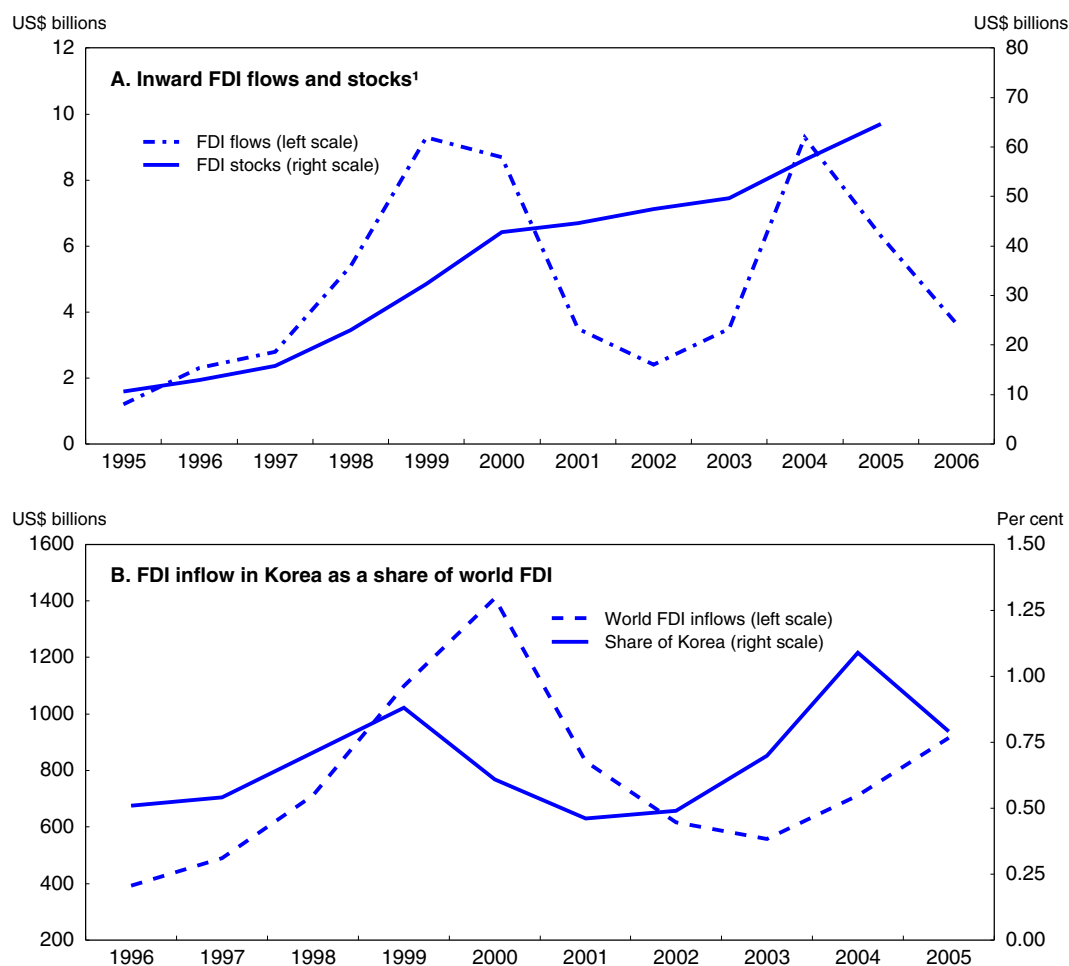 US$ billions US$ billions
12 80
A. Inward FDI flows and stocks¹
70
10
FDI flows (left scale)
60
FDI stocks (right scale)
8
50
6 40
30
4
20
2
10
0 0
1995 1996 1997 1998 1999 2000 2001 2002 2003 2004 2005 2006
US$ billions Per cent
1600 1.50
B. FDI inflow in Korea as a share of world FDI
1400
1.25
World FDI inflows (left scale)
Share of Korea (right scale)
1200
1.00
1000
0.75
800
600
0.50
400
0.25
200 0.00
1996 1997 1998 1999 2000 2001 2002 2003 2004 2005